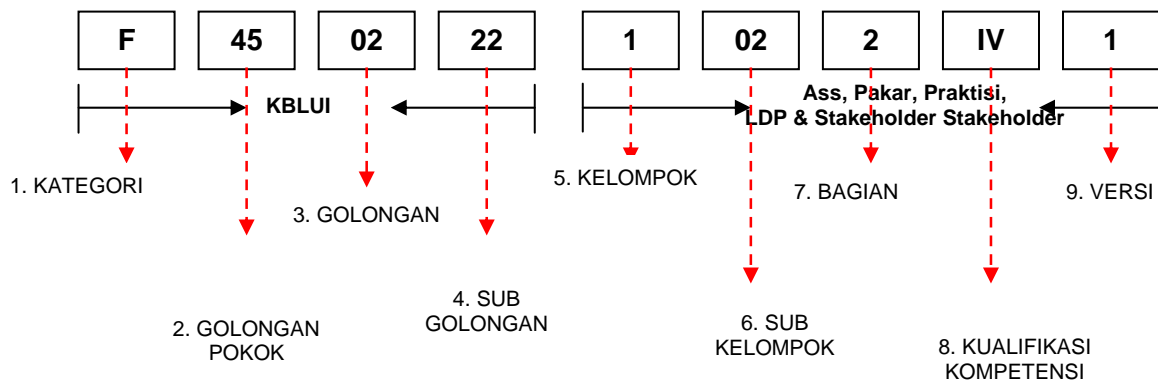 F 45 02 22 1 02 2 IV 1
KBLUI
Ass, Pakar, Praktisi,
LDP & Stakeholder Stakeholder
1. KATEGORI
2. GOLONGAN
POKOK
3. GOLONGAN
4. SUB
GOLONGAN
5. KELOMPOK
6. SUB
KELOMPOK
7. BAGIAN
8. KUALIFIKASI
KOMPETENSI
9. VERSI